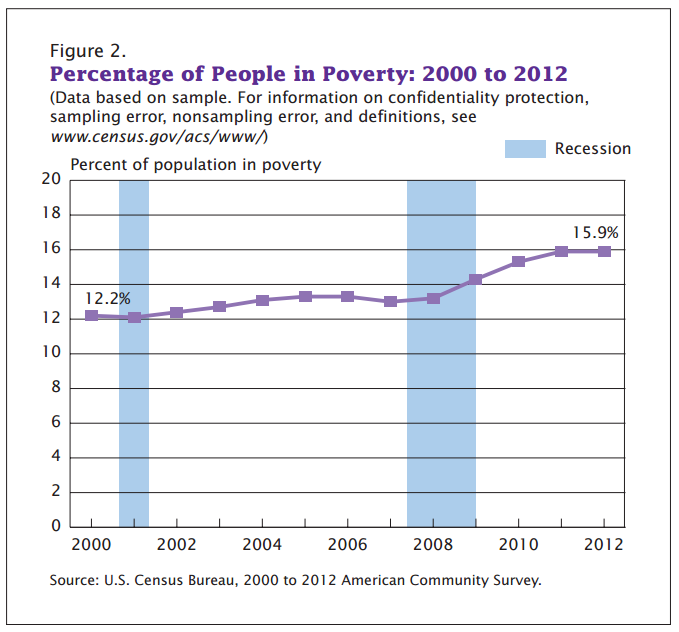 Figure 2.
Percentage of People in Poverty: 2000 to 2012
(Data based on sample. For information on confidentiality protection,
sampling error, nonsampling error, and definitions, see
www.census.gov/acs/www/)
Recession
Percent of population in poverty
20
18
15.9%
16
14
12.2%
12
10
8
6
4
2
0
2000 2002 2004 2006 2008 2010 2012
Source: U.S. Census Bureau, 2000 to 2012 American Community Survey.